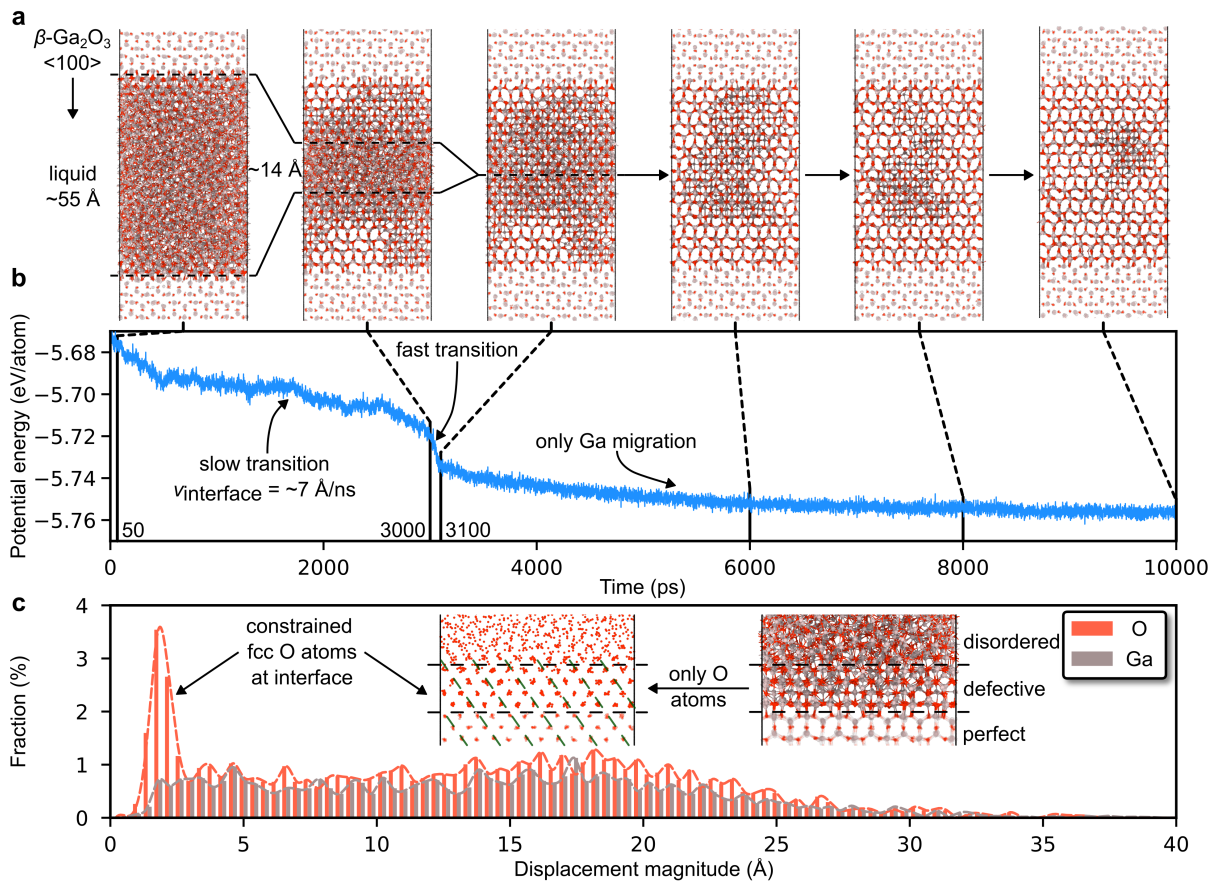 a
β-Ga₂O₃
<100>
liquid
~55 Å
~14 Å
b
Potential energy (eV/atom)
−5.68
−5.70
−5.72
−5.74
−5.76
fast transition
slow transition
vinterface = ~7 Å/ns
only Ga migration
50
3000
3100
0
2000
4000
6000
8000
10000
Time (ps)
c
Fraction (%)
4
3
2
1
0
constrained
fcc O atoms
at interface
only O
atoms
disordered
defective
perfect
O
Ga
0
5
10
15
20
25
30
35
40
Displacement magnitude (Å)